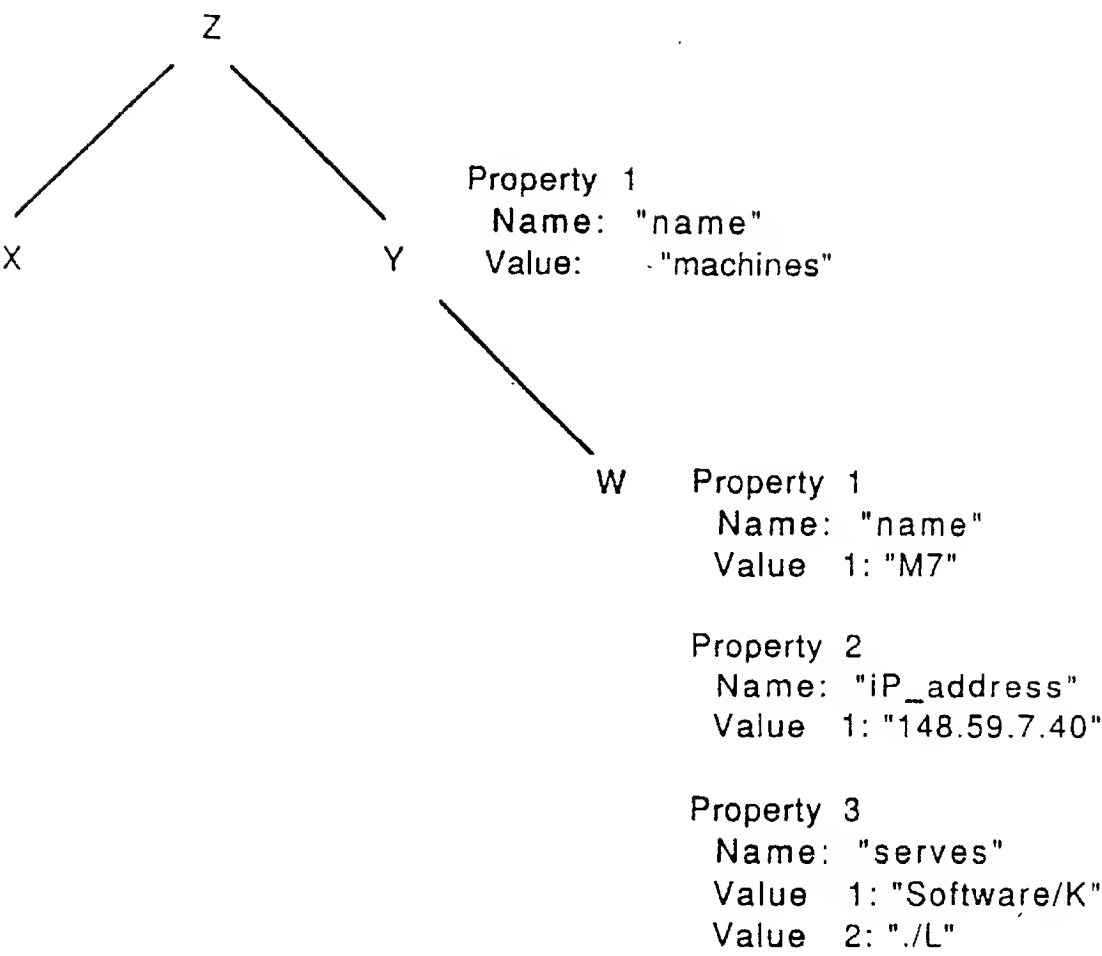 Z
Property 1
Name: "name"
X
Y
Value: "machines"
W
Property 1
Name: "name"
Value 1: "M7"
Property 2
Name: "iP_address"
Value 1: "148.59.7.40"
Property 3
Name: "serves"
Value 1: "Software/K"
Value 2: "./L"